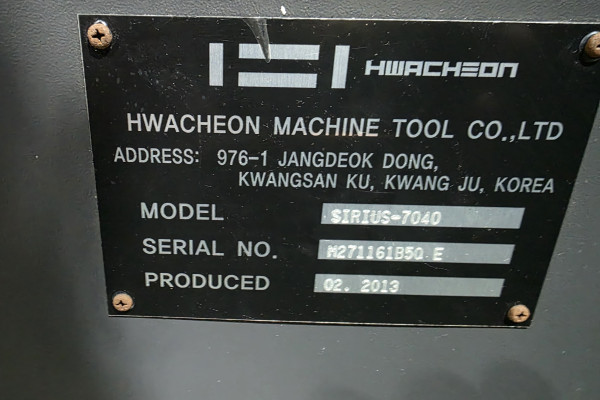 HWACHEON
HWACHEON MACHINE TOOL CO.,LTD
ADDRESS: 976-1 JANGDEOK DONG,
KWANGSAN KU, KWANG JU, KOREA
MODEL SIRIUS-7040
SERIAL NO. M271161B5Q E
PRODUCED 02. 2013